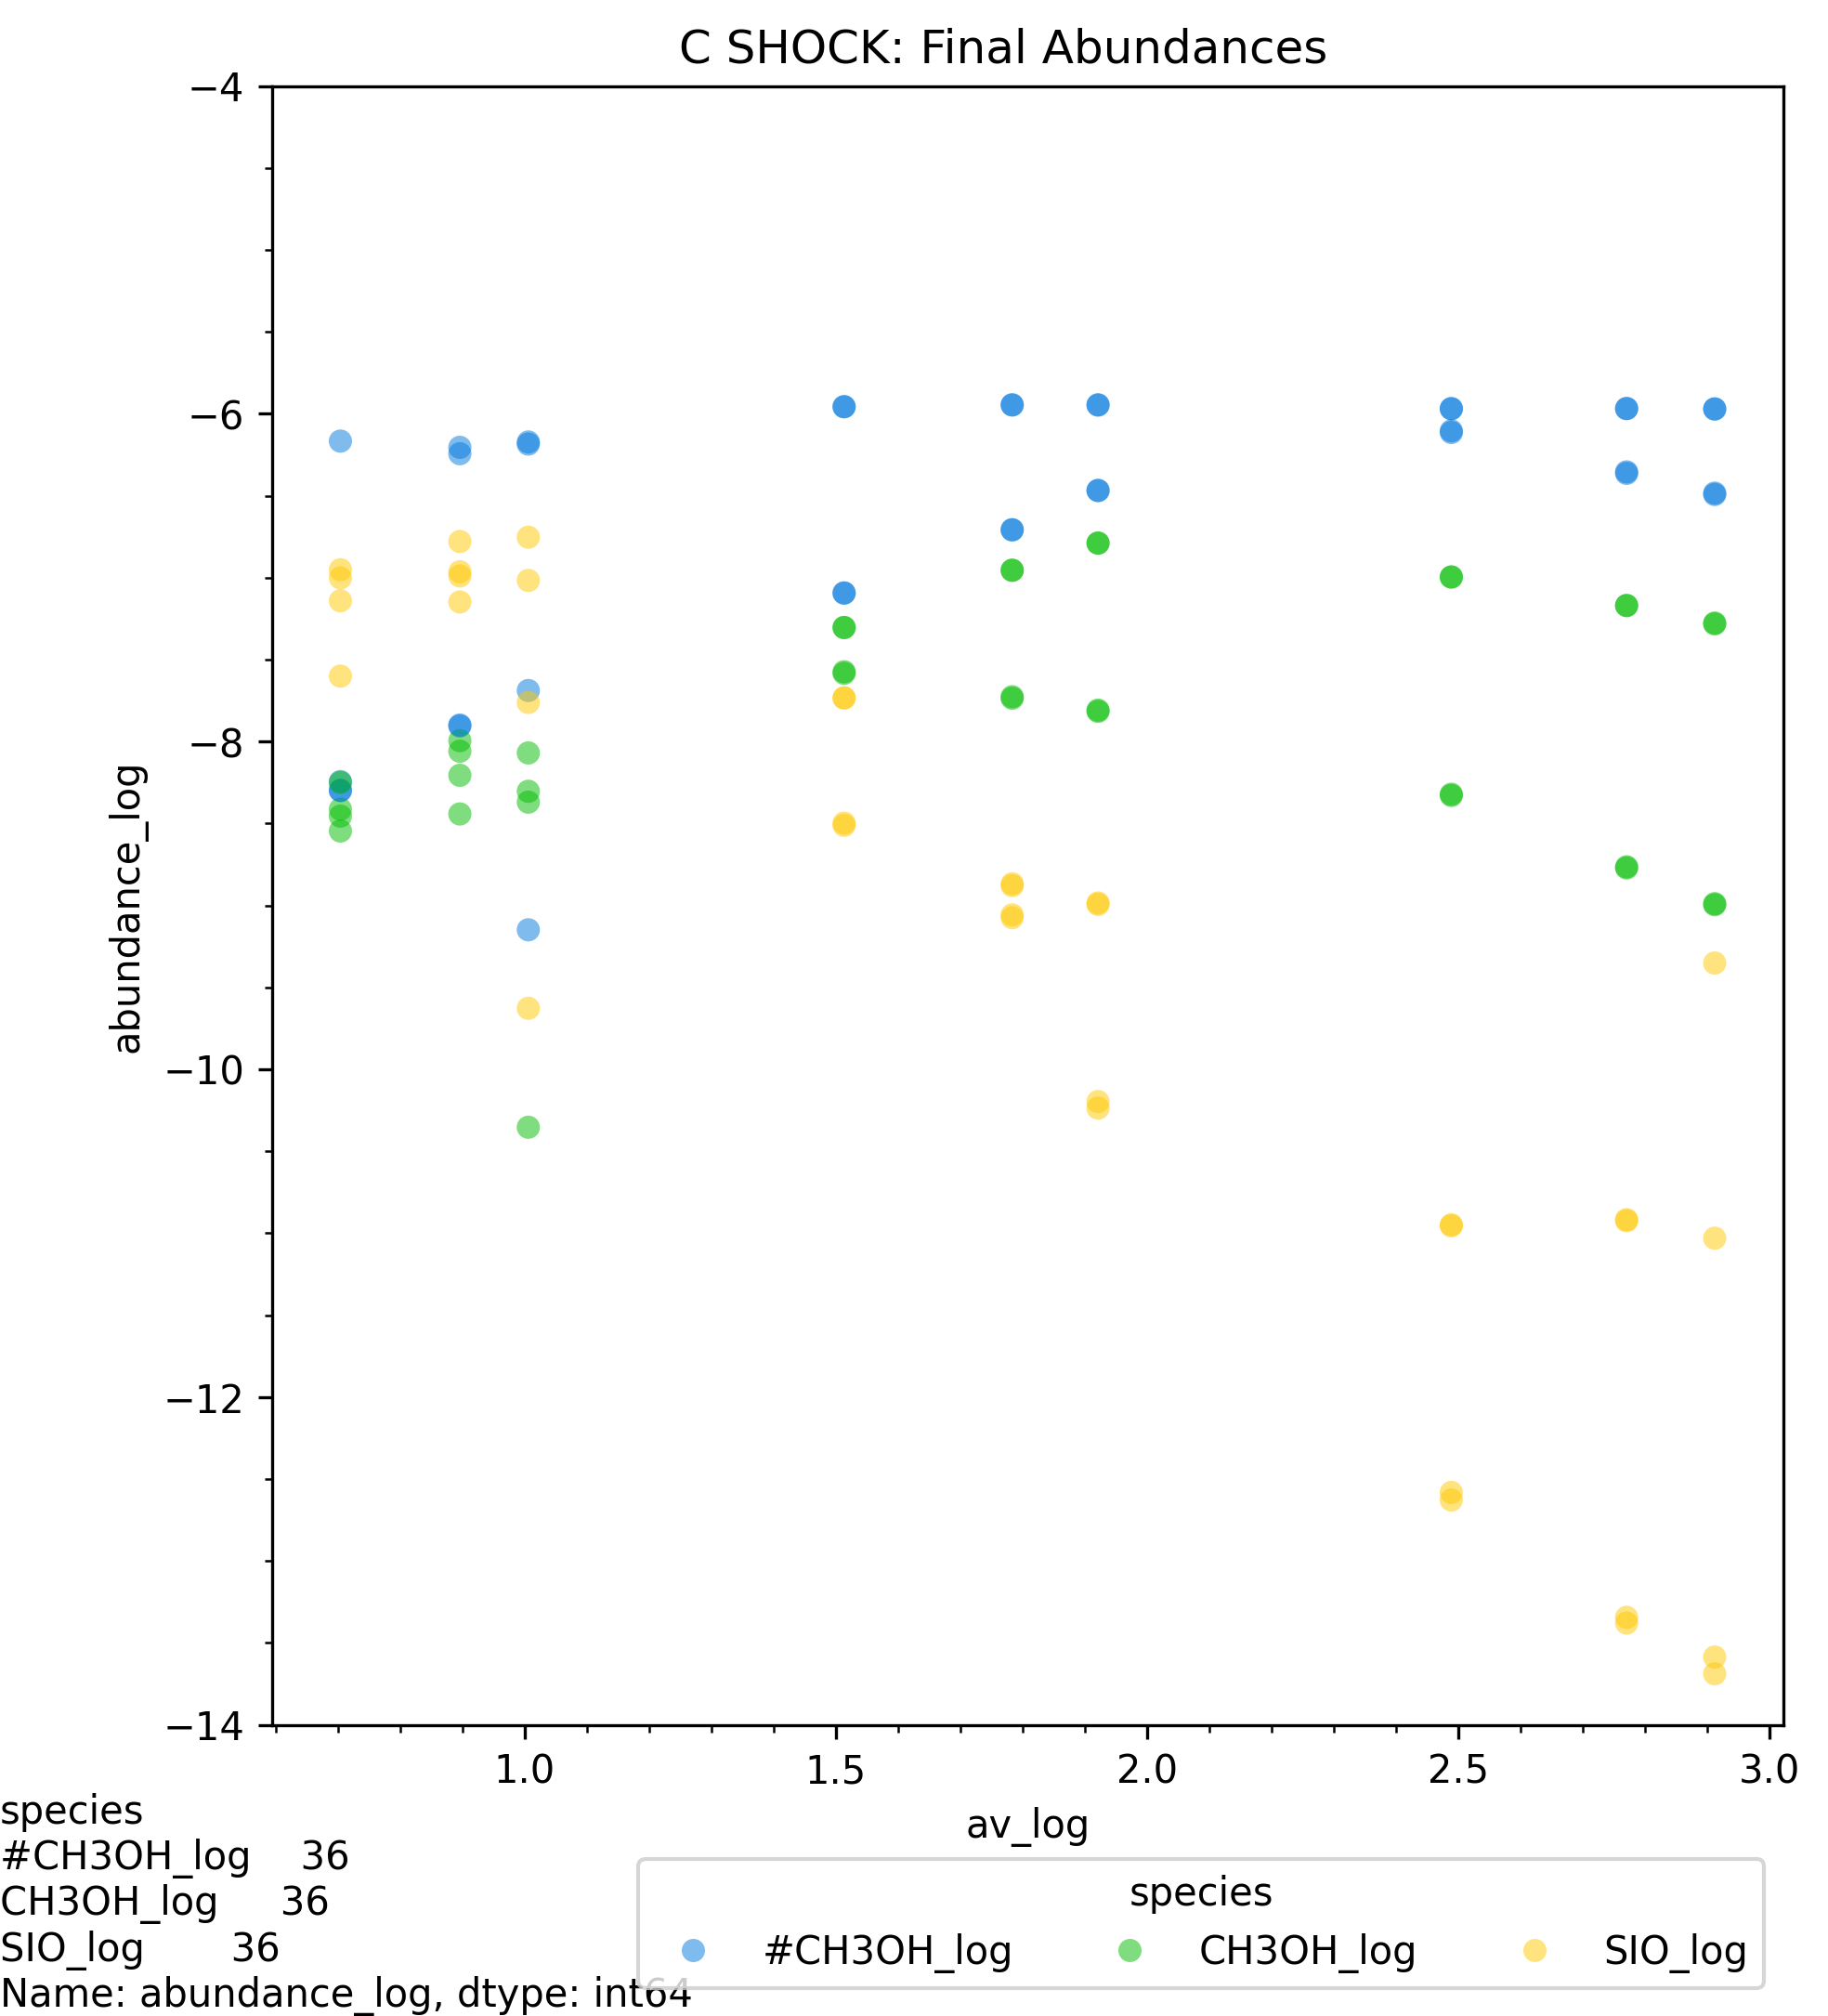 C SHOCK: Final Abundances
−4
−6
−8
−10
−12
−14
abundance_log
1.0 1.5 2.0 2.5 3.0
av_log
species
#CH3OH_log 36
CH3OH_log 36
SIO_log 36
Name: abundance_log, dtype: int64
species
#CH3OH_log CH3OH_log SIO_log